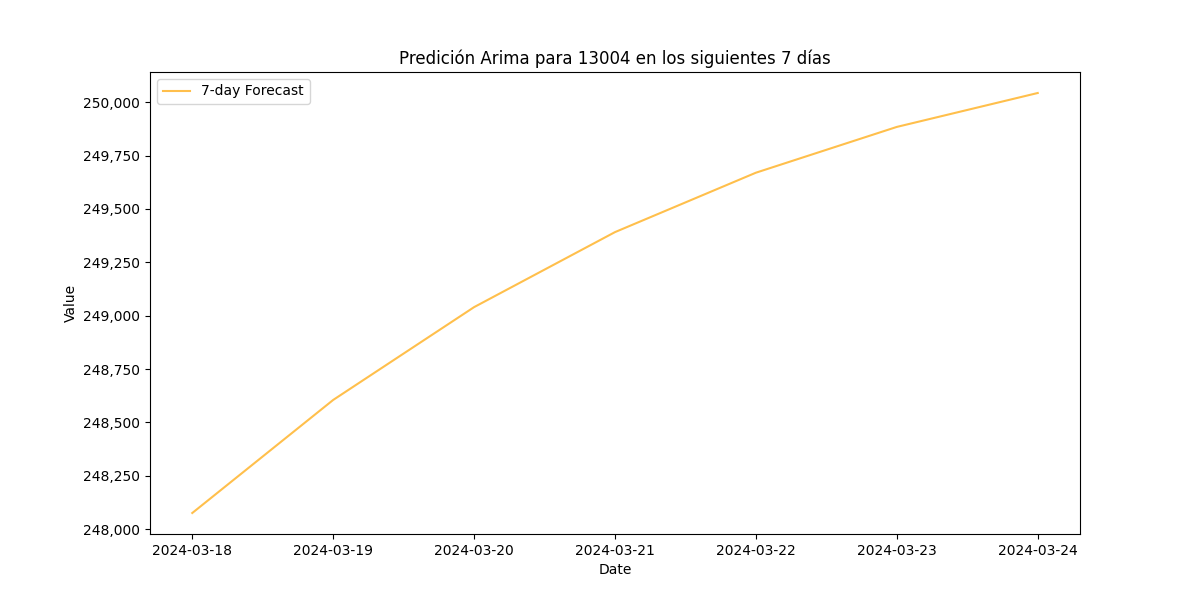 Predición Arima para 13004 en los siguientes 7 días
7-day Forecast
250,000
249,750
249,500
249,250
249,000
248,750
248,500
248,250
248,000
Value
2024-03-18 2024-03-19 2024-03-20 2024-03-21 2024-03-22 2024-03-23 2024-03-24
Date